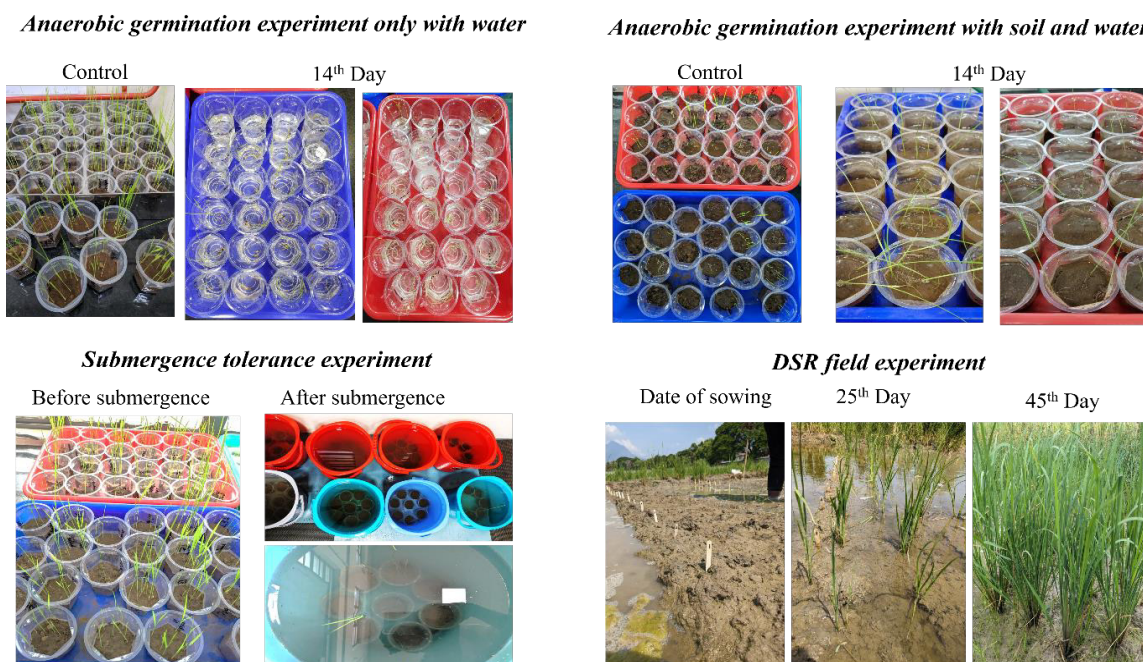 Anaerobic germination experiment only with water
Control
14th Day
Anaerobic germination experiment with soil and water
Control
14th Day
Submergence tolerance experiment
Before submergence
After submergence
DSR field experiment
Date of sowing
25th Day
45th Day